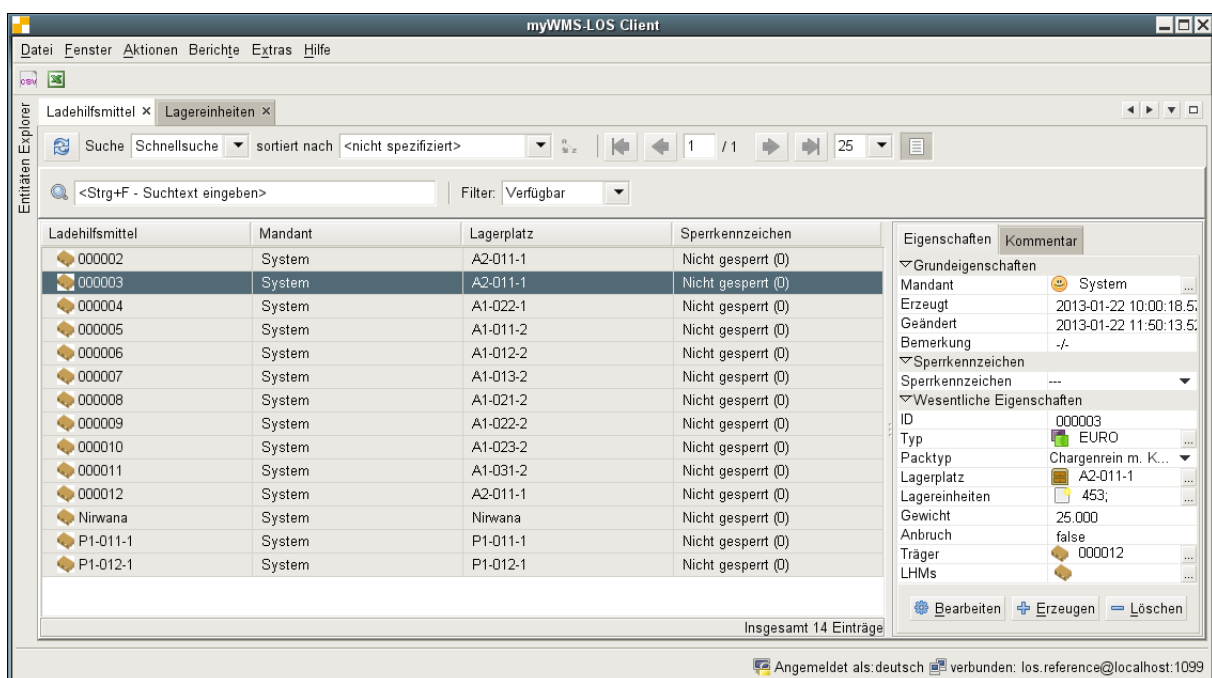 myWMS-LOS Client
Datei Fenster Aktionen Berichte Extras Hilfe
csv
Entitäten Explorer
Ladehilfsmittel Lagereinheiten
Suche Schnellsuche sortiert nach <nicht spezifiziert> 1 / 1 25
<Strg+F - Suchtext eingeben> Filter: Verfügbar
Ladehilfsmittel Mandant Lagerplatz Sperrkennzeichen
000002 System A2-011-1 Nicht gesperrt (0)
000003 System A2-011-1 Nicht gesperrt (0)
000004 System A1-022-1 Nicht gesperrt (0)
000005 System A1-011-2 Nicht gesperrt (0)
000006 System A1-012-2 Nicht gesperrt (0)
000007 System A1-013-2 Nicht gesperrt (0)
000008 System A1-021-2 Nicht gesperrt (0)
000009 System A1-022-2 Nicht gesperrt (0)
000010 System A1-023-2 Nicht gesperrt (0)
000011 System A1-031-2 Nicht gesperrt (0)
000012 System A2-011-1 Nicht gesperrt (0)
Nirwana System Nirwana Nicht gesperrt (0)
P1-011-1 System P1-011-1 Nicht gesperrt (0)
P1-012-1 System P1-012-1 Nicht gesperrt (0)
Insgesamt 14 Einträge
Eigenschaften Kommentar
Grundeigenschaften
Mandant System ...
Erzeugt 2013-01-22 10:00:18.5
Geändert 2013-01-22 11:50:13.5
Bemerkung -/-
Sperrkennzeichen
Sperrkennzeichen ---
Wesentliche Eigenschaften
ID 000003
Typ EURO ...
Packtyp Chargenrein m. K...
Lagerplatz A2-011-1 ...
Lagereinheiten 453; ...
Gewicht 25.000
Anbruch false
Träger 000012 ...
LHMs ...
Bearbeiten Erzeugen Löschen
Angemeldet als:deutsch verbunden: los.reference@localhost:1099